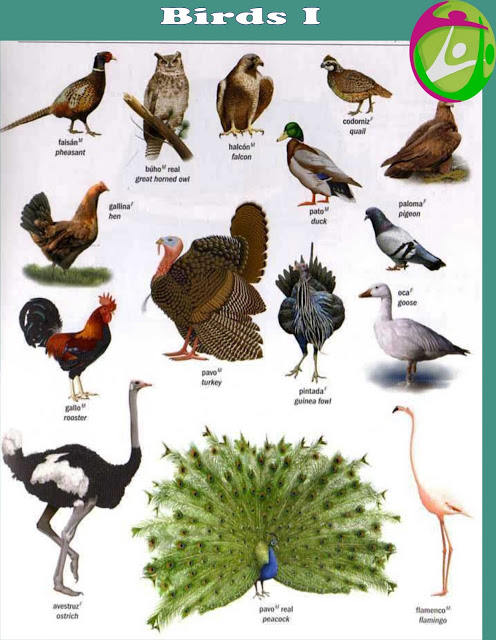 Birds I
faisán M
pheasant
búho M real
great horned owl
halcón M
falcon
codorniz F
quail
gallina F
hen
pato M
duck
paloma F
pigeon
oca F
goose
gallo M
rooster
pavo M
turkey
pintada F
guinea fowl
avestruz F
ostrich
pavo M real
peacock
flamenco M
flamingo